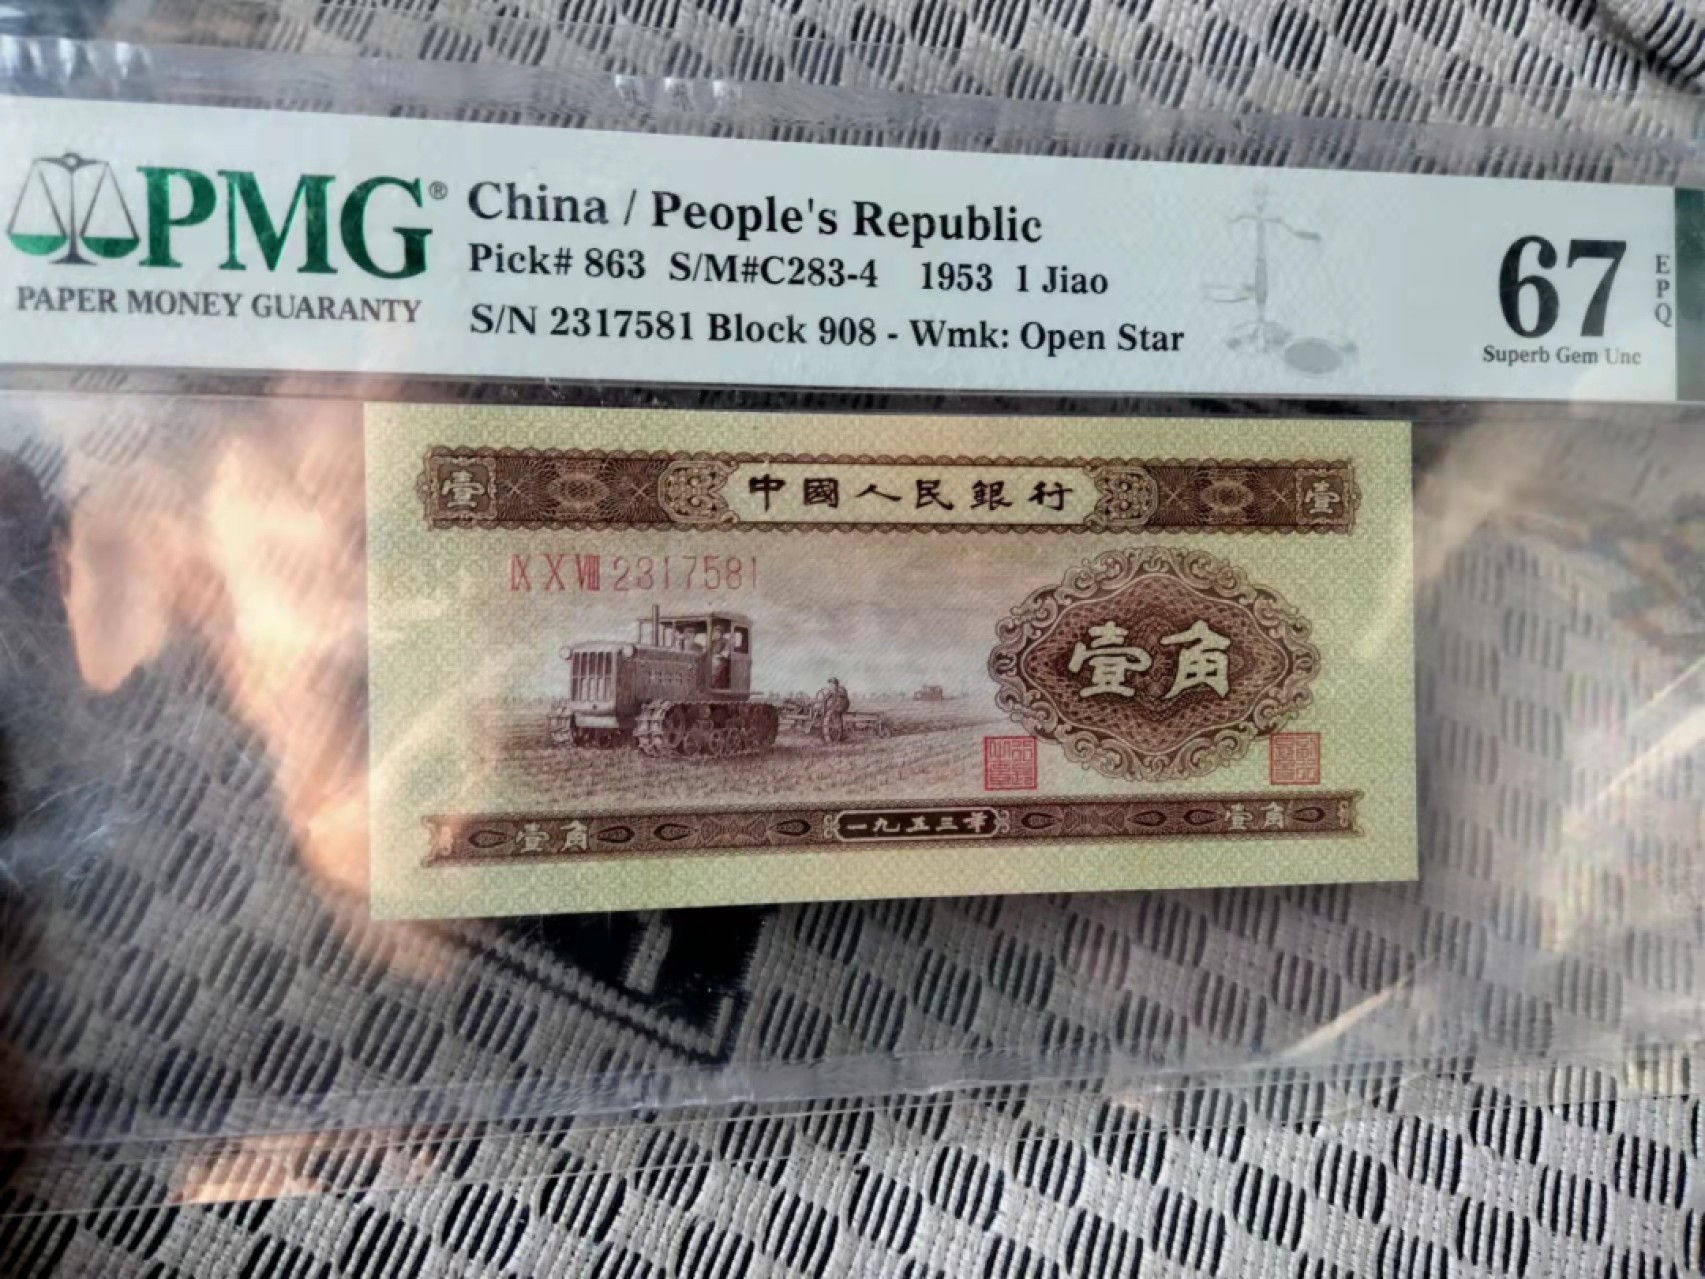 PMG®
PAPER MONEY GUARANTY
China / People's Republic
Pick# 863 S/M#C283-4 1953 1 Jiao
S/N 2317581 Block 908 - Wmk: Open Star
67
EPQ
Superb Gem Unc
壹 中國人民銀行 壹
IX X VIII 2317581
壹角
壹角 一九五三年 壹角